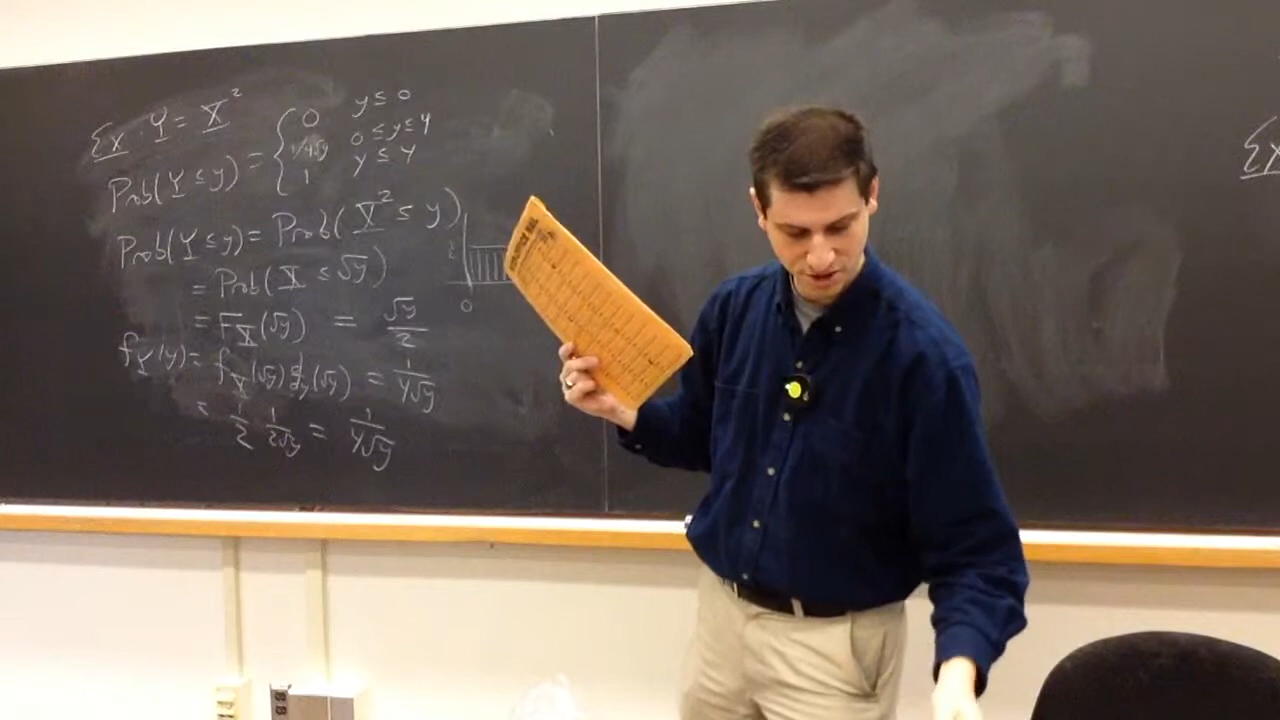 Ex: Y = X²
Prob(Y ≤ y) = { 0 y ≤ 0
0 ≤ y ≤ 4
1 y ≤ 4
Prob(Y ≤ y) = Prob(X² ≤ y)
= Prob(X ≤ √y)
= F_X(√y) = √y/2
f_Y(y) = f_X(√y) d/dy(√y) = 1/4√y
= 1/2 1/2√y = 1/4√y
0
Ex